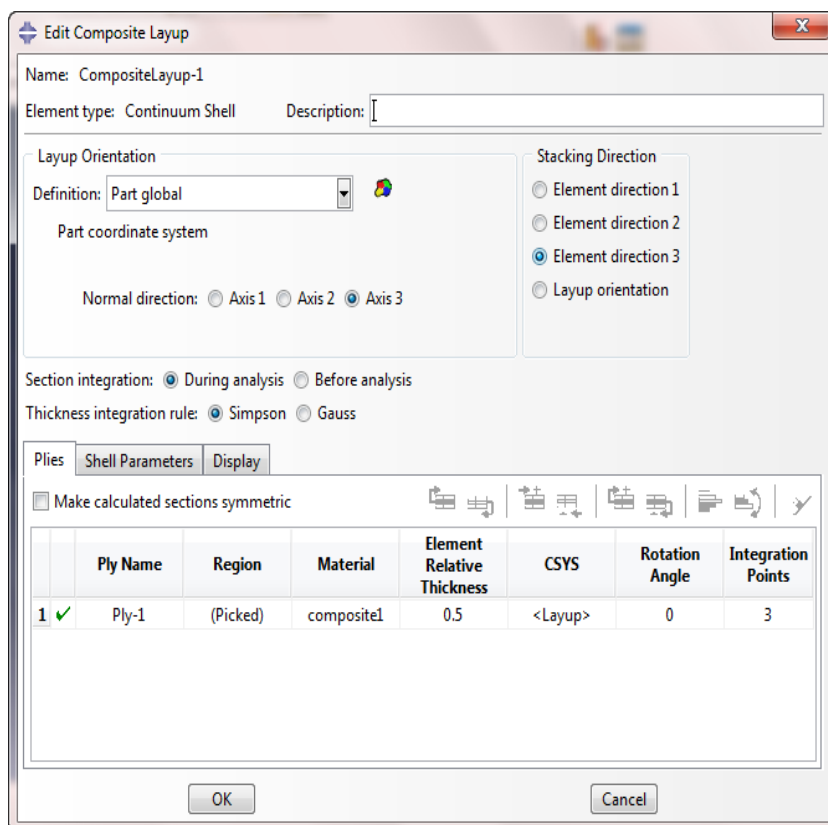 Edit Composite Layup
X
Name: CompositeLayup-1
Element type: Continuum Shell Description:
Layup Orientation
Stacking Direction
Definition: Part global
Element direction 1
Part coordinate system
Element direction 2
Element direction 3
Normal direction: Axis 1 Axis 2 Axis 3
Layup orientation
Section integration: During analysis Before analysis
Thickness integration rule: Simpson Gauss
Plies Shell Parameters Display
Make calculated sections symmetric
Ply Name Region Material Element Relative Thickness CSYS Rotation Angle Integration Points
1 Ply-1 (Picked) composite1 0.5 <Layup> 0 3
OK Cancel